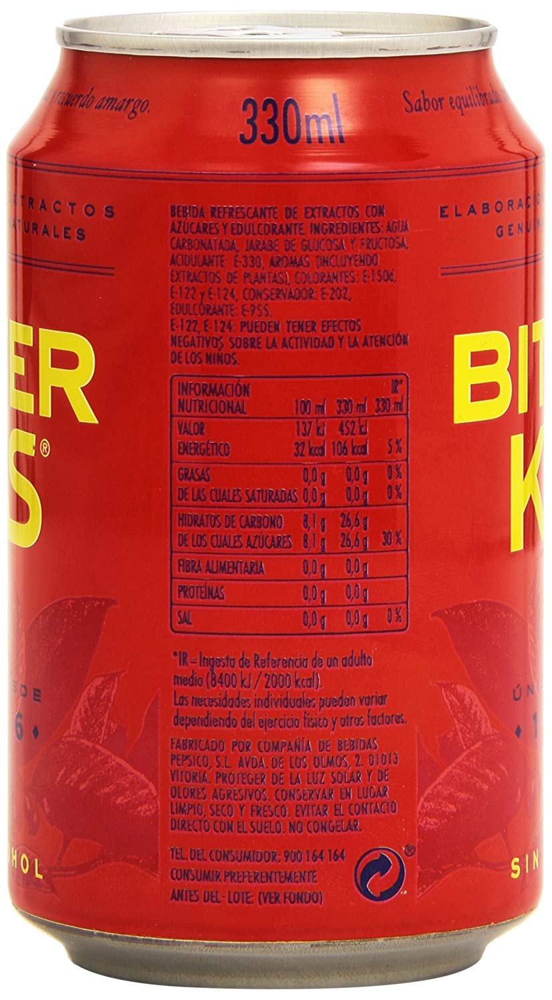 recuerdo amargo.
330ml
Sabor equilibrado
EXTRACTOS
NATURALES
BEBIDA REFRESCANTE DE EXTRACTOS CON
AZÚCARES Y EDULCORANTE. INGREDIENTES: AGUA
CARBONATADA, JARABE DE GLUCOSA Y FRUCTOSA,
ACIDULANTE: E-330, AROMAS (INCLUYENDO
EXTRACTOS DE PLANTAS), COLORANTES: E-150d,
E-122 y E-124, CONSERVADOR: E-202,
EDULCORANTE: E-955.
E-122, E-124: PUEDEN TENER EFECTOS
NEGATIVOS SOBRE LA ACTIVIDAD Y LA ATENCIÓN
DE LOS NIÑOS.
ELABORAC
GENUIN
ER
S®
BIT
K
INFORMACIÓN IR*
NUTRICIONAL 100 ml 330 ml 330 ml
VALOR 137 kJ 452 kJ
ENERGÉTICO 32 kcal 106 kcal 5%
GRASAS 0,0 g 0,0 g 0%
DE LAS CUALES SATURADAS 0,0 g 0,0 g 0%
HIDRATOS DE CARBONO 8,1 g 26,6 g
DE LOS CUALES AZÚCARES 8,1 g 26,6 g 30%
FIBRA ALIMENTARIA 0,0 g 0,0 g
PROTEÍNAS 0,0 g 0,0 g
SAL 0,0 g 0,0 g 0%
*IR=Ingesta de Referencia de un adulto
medio (8400 kJ/2000 kcal).
Las necesidades individuales pueden variar
dependiendo del ejercicio físico y otros factores.
FABRICADO POR COMPAÑÍA DE BEBIDAS
PEPSICO, S.L. AVDA. DE LOS OLMOS, 2. 01013
VITORIA. PROTEGER DE LA LUZ SOLAR Y DE
OLORES AGRESIVOS. CONSERVAR EN LUGAR
LIMPIO, SECO Y FRESCO. EVITAR EL CONTACTO
DIRECTO CON EL SUELO. NO CONGELAR.
TEL. DEL CONSUMIDOR: 900 164 164
CONSUMIR PREFERENTEMENTE
ANTES DEL - LOTE: (VER FONDO)
®
SDE
6
ÚNI
1
HOL
SIN